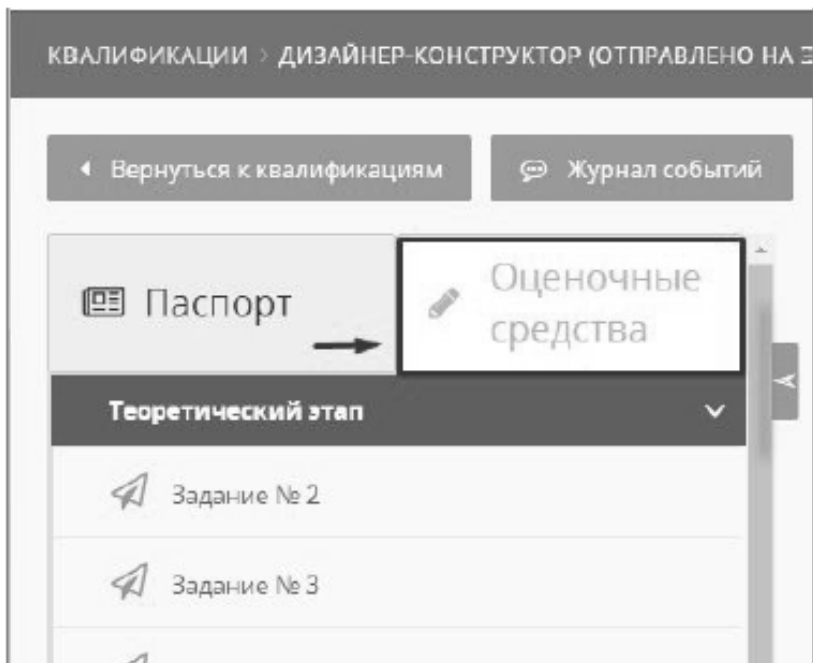 КВАЛИФИКАЦИИ > ДИЗАЙНЕР-КОНСТРУКТОР (ОТПРАВЛЕНО НА
Вернуться к квалификациям
Журнал событий
Паспорт
Оценочные
средства
Теоретический этап
Задание № 2
Задание № 3